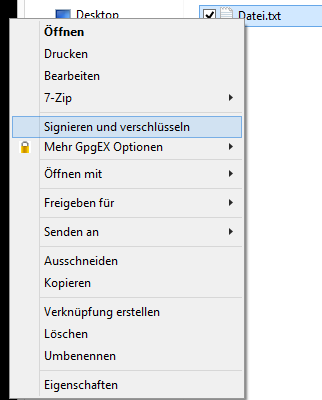 Desktop
Datei.txt
Öffnen
Drucken
Bearbeiten
7-Zip
Signieren und verschlüsseln
Mehr GpgEX Optionen
Öffnen mit
Freigeben für
Senden an
Ausschneiden
Kopieren
Verknüpfung erstellen
Löschen
Umbenennen
Eigenschaften